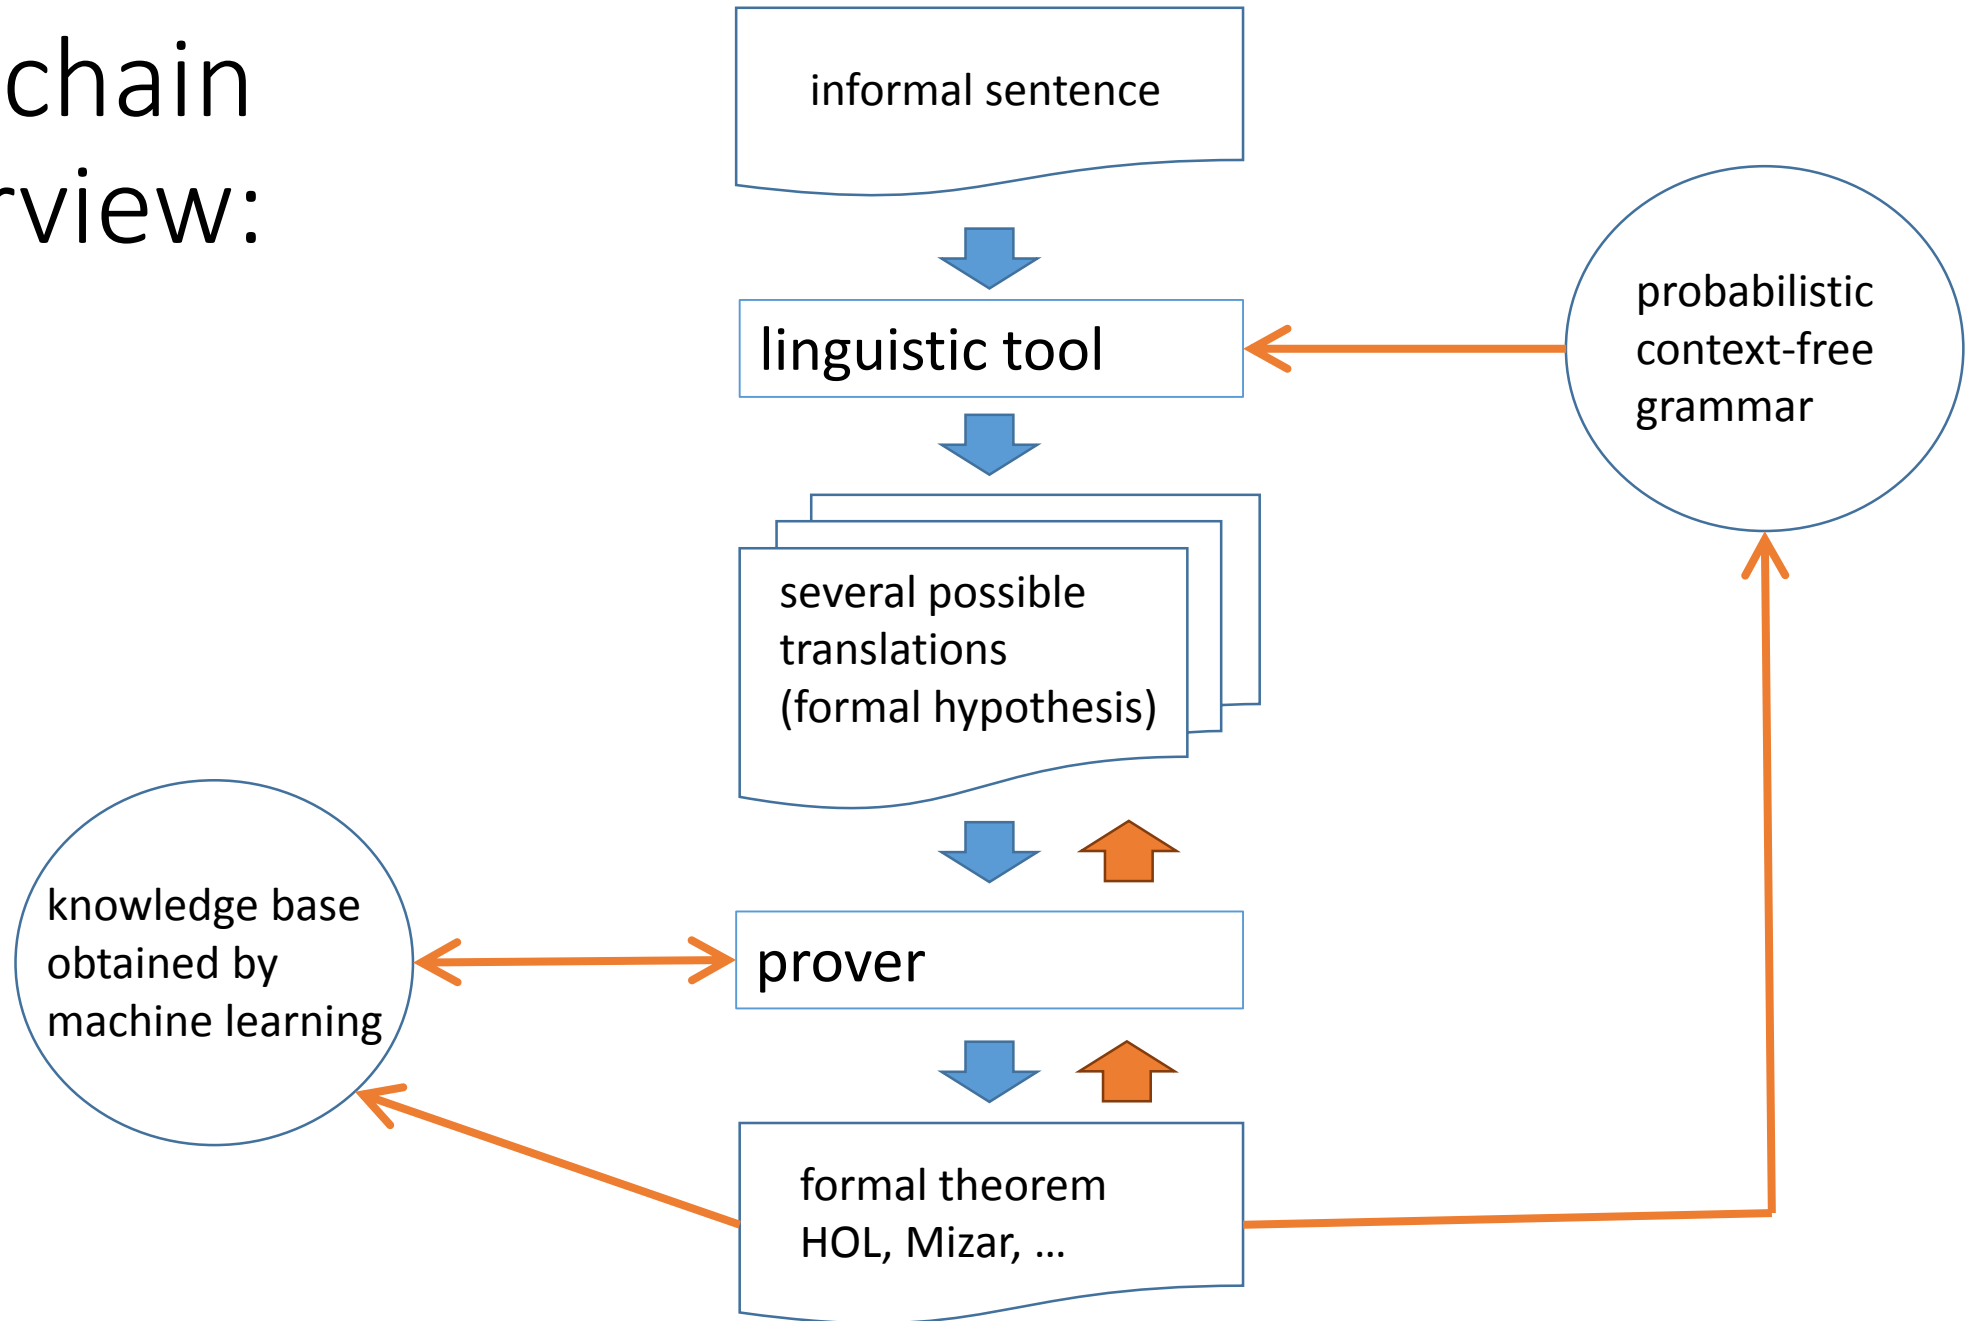 chain
rview:
informal sentence
linguistic tool
probabilistic
context-free
grammar
several possible
translations
(formal hypothesis)
knowledge base
obtained by
machine learning
prover
formal theorem
HOL, Mizar, ...